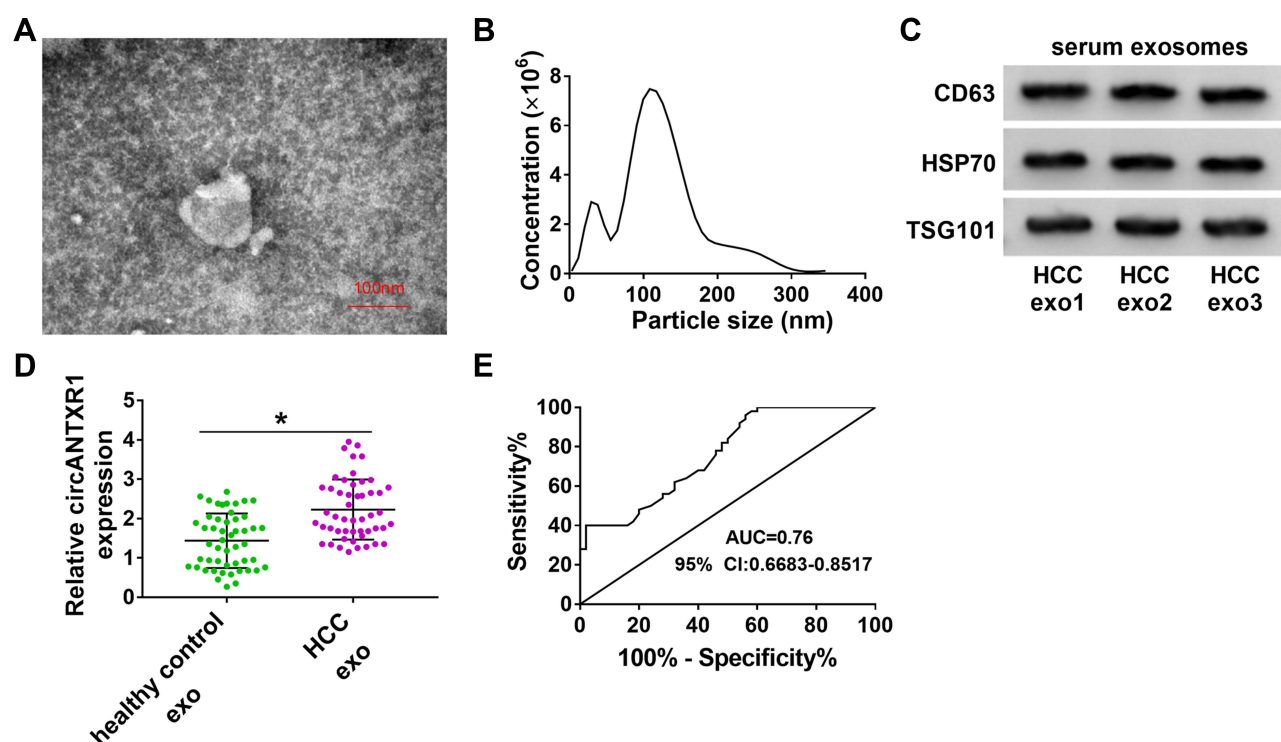 A
100nm
B
Concentration (×10⁶)
8
6
4
2
0
0 100 200 300 400
Particle size (nm)
C
serum exosomes
CD63
HSP70
TSG101
HCC HCC HCC
exo1 exo2 exo3
D
Relative circANTXR1
expression
5
4
3
2
1
0
*
healthy control
exo
HCC
exo
E
Sensitivity%
100
80
60
40
20
0
AUC=0.76
95% CI:0.6683-0.8517
0 20 40 60 80 100
100% - Specificity%